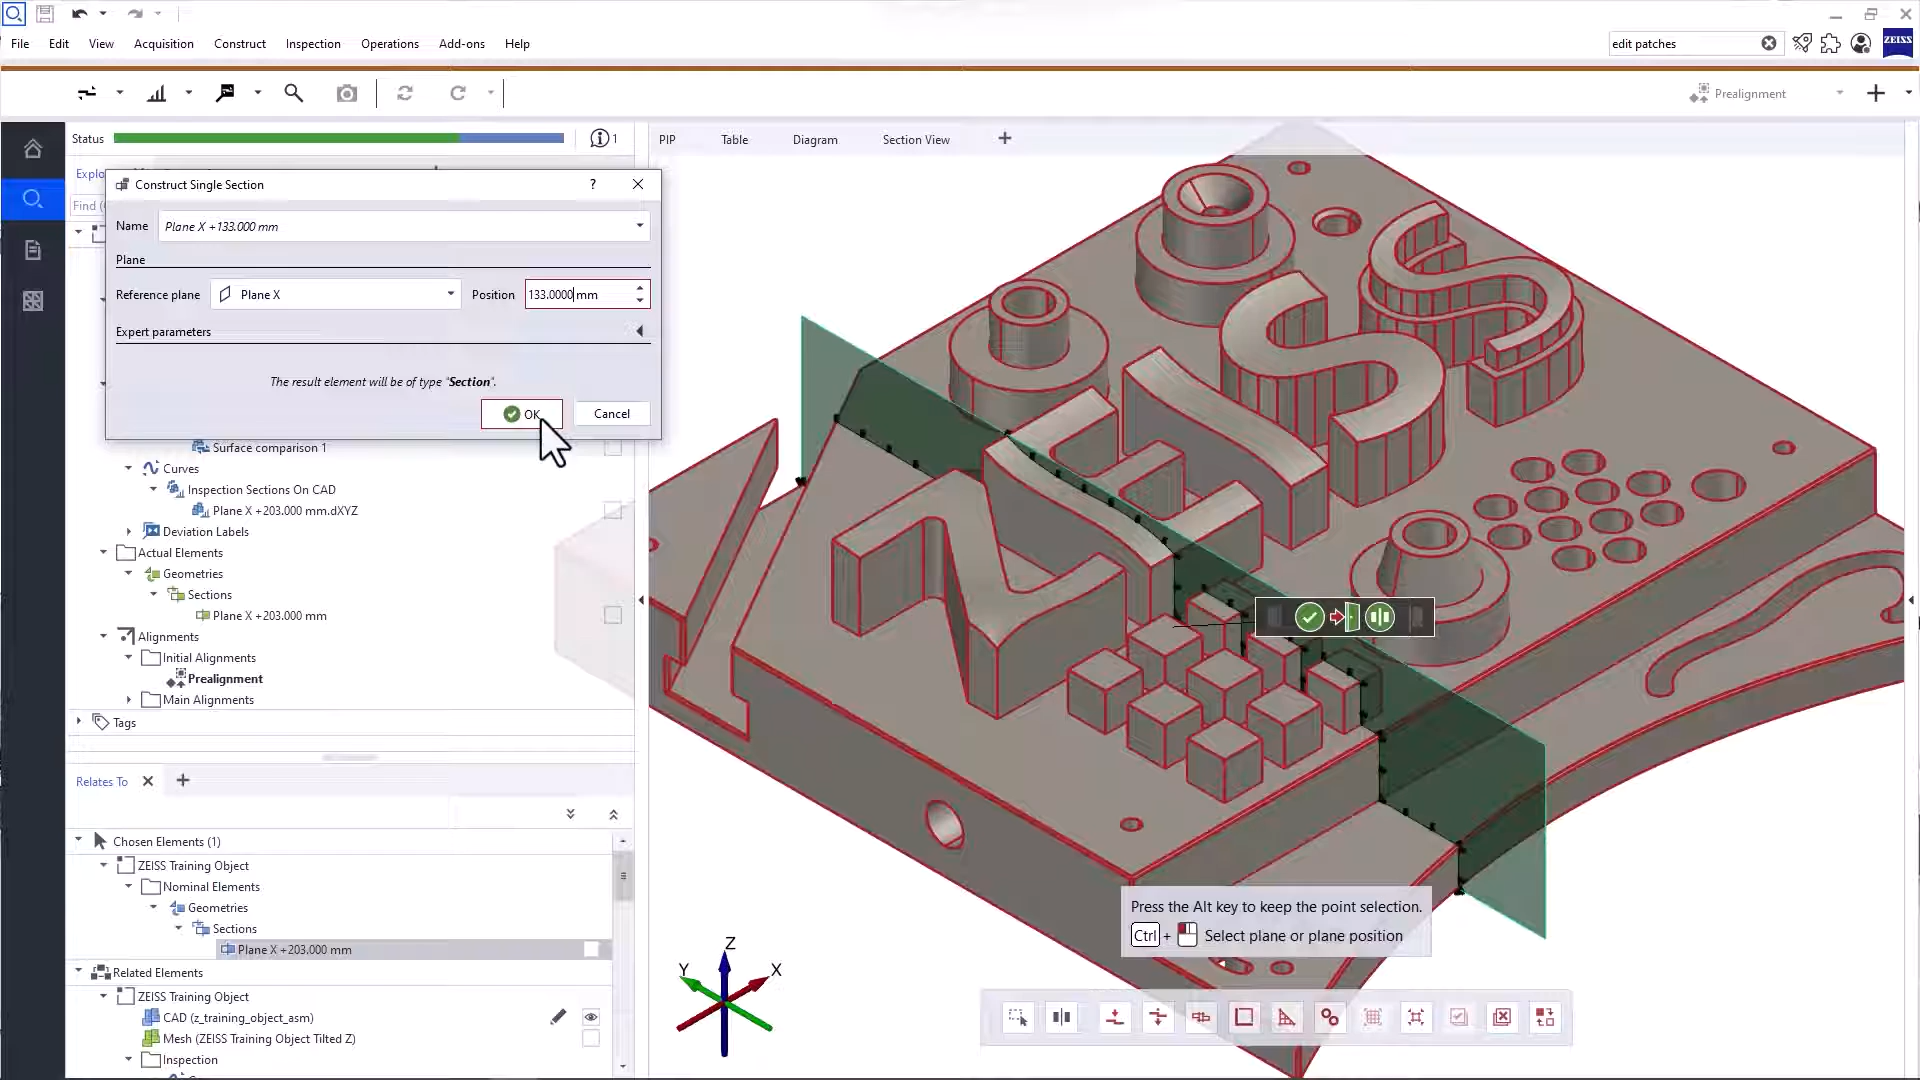 File Edit View Acquisition Construct Inspection Operations Add-ons Help
edit patches
ZEISS
Prealignment
Status
1
PIP Table Diagram Section View
Construct Single Section
?
Name Plane X +133.000 mm
Plane
Reference plane Plane X Position 133.0000 mm
Expert parameters
The result element will be of type "Section".
OK Cancel
Surface comparison 1
Curves
Inspection Sections On CAD
Plane X +203.000 mm.dXYZ
Deviation Labels
Actual Elements
Geometries
Sections
Plane X +203.000 mm
Alignments
Initial Alignments
Prealignment
Main Alignments
Tags
Relates To
Chosen Elements (1)
ZEISS Training Object
Nominal Elements
Geometries
Sections
Plane X +203.000 mm
Related Elements
ZEISS Training Object
CAD (z_training_object_asm)
Mesh (ZEISS Training Object Tilted Z)
Inspection
ZEISS
Press the Alt key to keep the point selection.
Ctrl + Select plane or plane position
Z
Y X